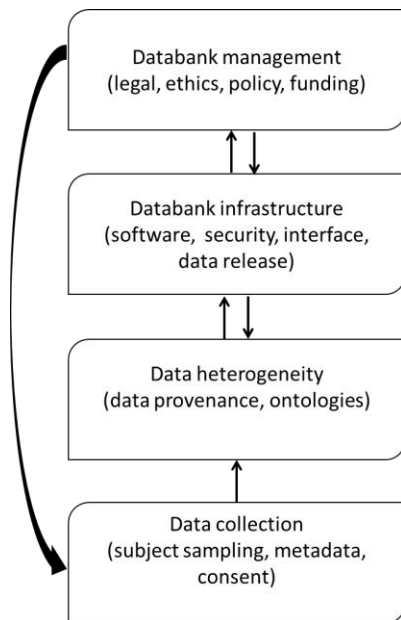 Databank management
(legal, ethics, policy, funding)
Databank infrastructure
(software, security, interface,
data release)
Data heterogeneity
(data provenance, ontologies)
Data collection
(subject sampling, metadata,
consent)